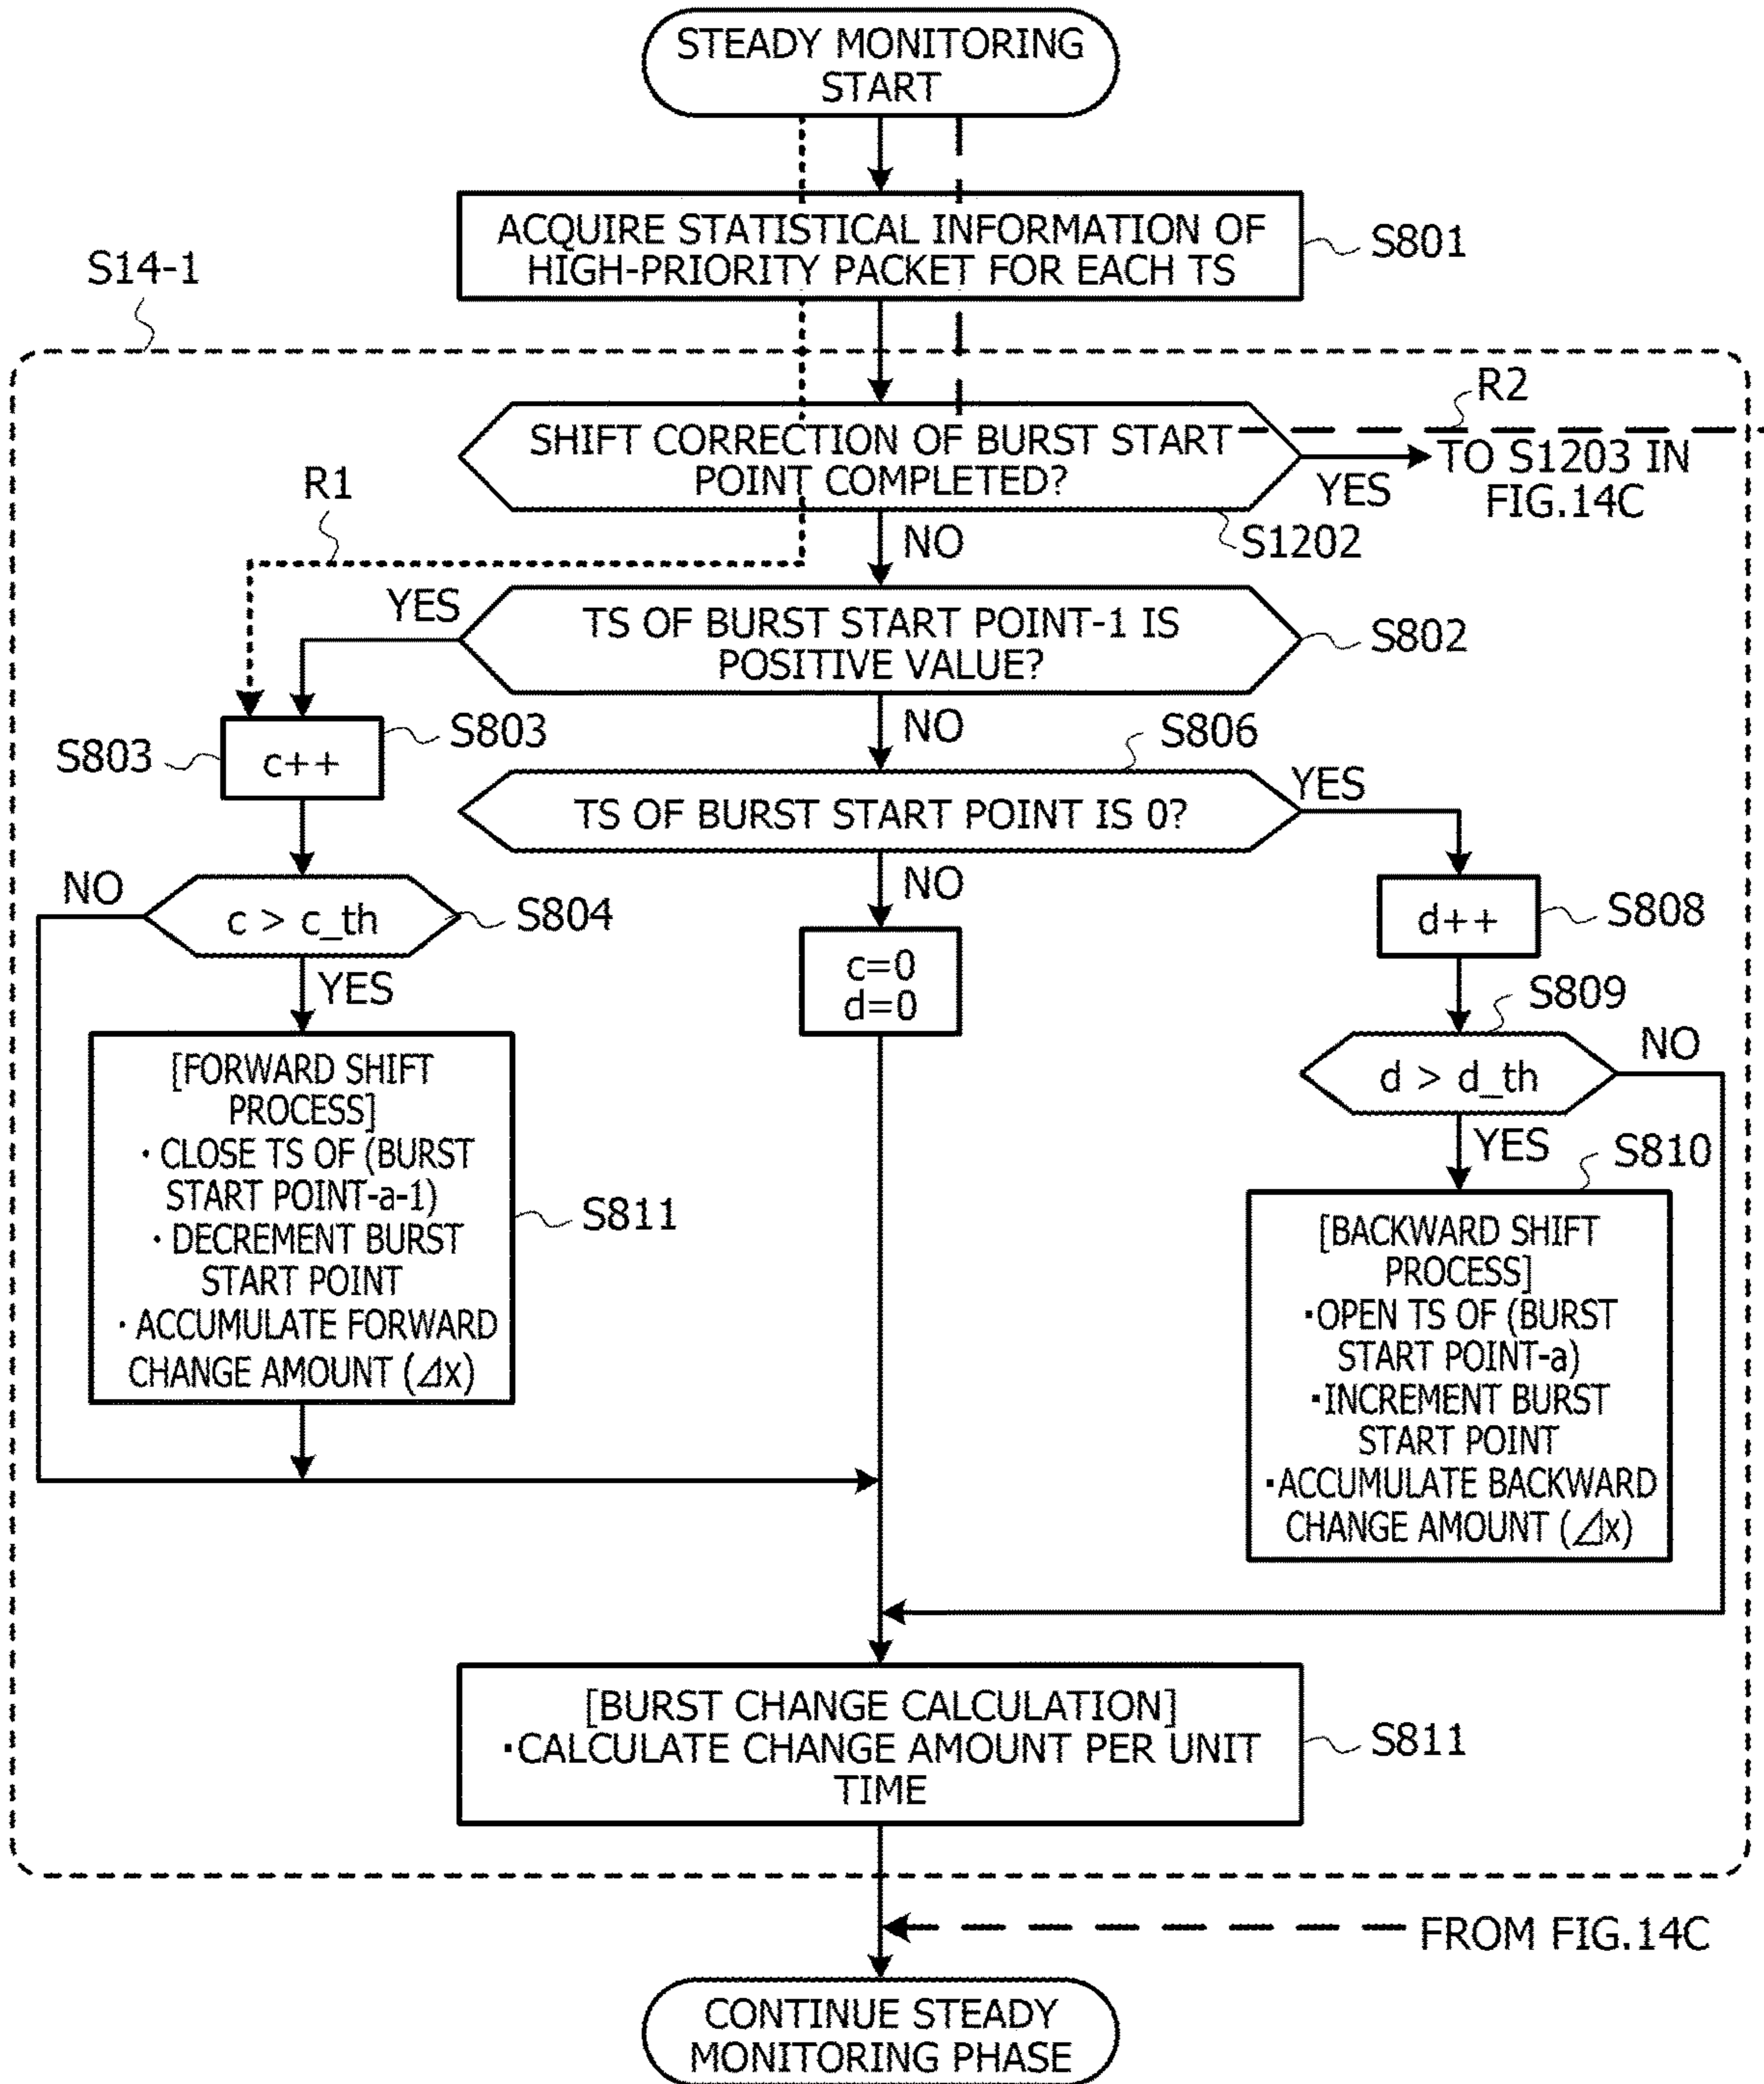 STEADY MONITORING
START
ACQUIRE STATISTICAL INFORMATION OF
HIGH-PRIORITY PACKET FOR EACH TS
S801
S14-1
R2
SHIFT CORRECTION OF BURST START
POINT COMPLETED?
YES
TO S1203 IN
FIG.14C
R1
NO
S1202
YES
TS OF BURST START POINT-1 IS
POSITIVE VALUE?
S802
NO
S803
c++
S803
S806
TS OF BURST START POINT IS 0?
YES
NO
NO
c > c_th
S804
YES
c=0
d=0
d++
S808
S809
d > d_th
NO
YES
S810
[FORWARD SHIFT
PROCESS]
· CLOSE TS OF (BURST
START POINT-a-1)
· DECREMENT BURST
START POINT
· ACCUMULATE FORWARD
CHANGE AMOUNT (⊿x)
S811
[BACKWARD SHIFT
PROCESS]
·OPEN TS OF (BURST
START POINT-a)
·INCREMENT BURST
START POINT
·ACCUMULATE BACKWARD
CHANGE AMOUNT (⊿x)
[BURST CHANGE CALCULATION]
·CALCULATE CHANGE AMOUNT PER UNIT
TIME
S811
FROM FIG.14C
CONTINUE STEADY
MONITORING PHASE